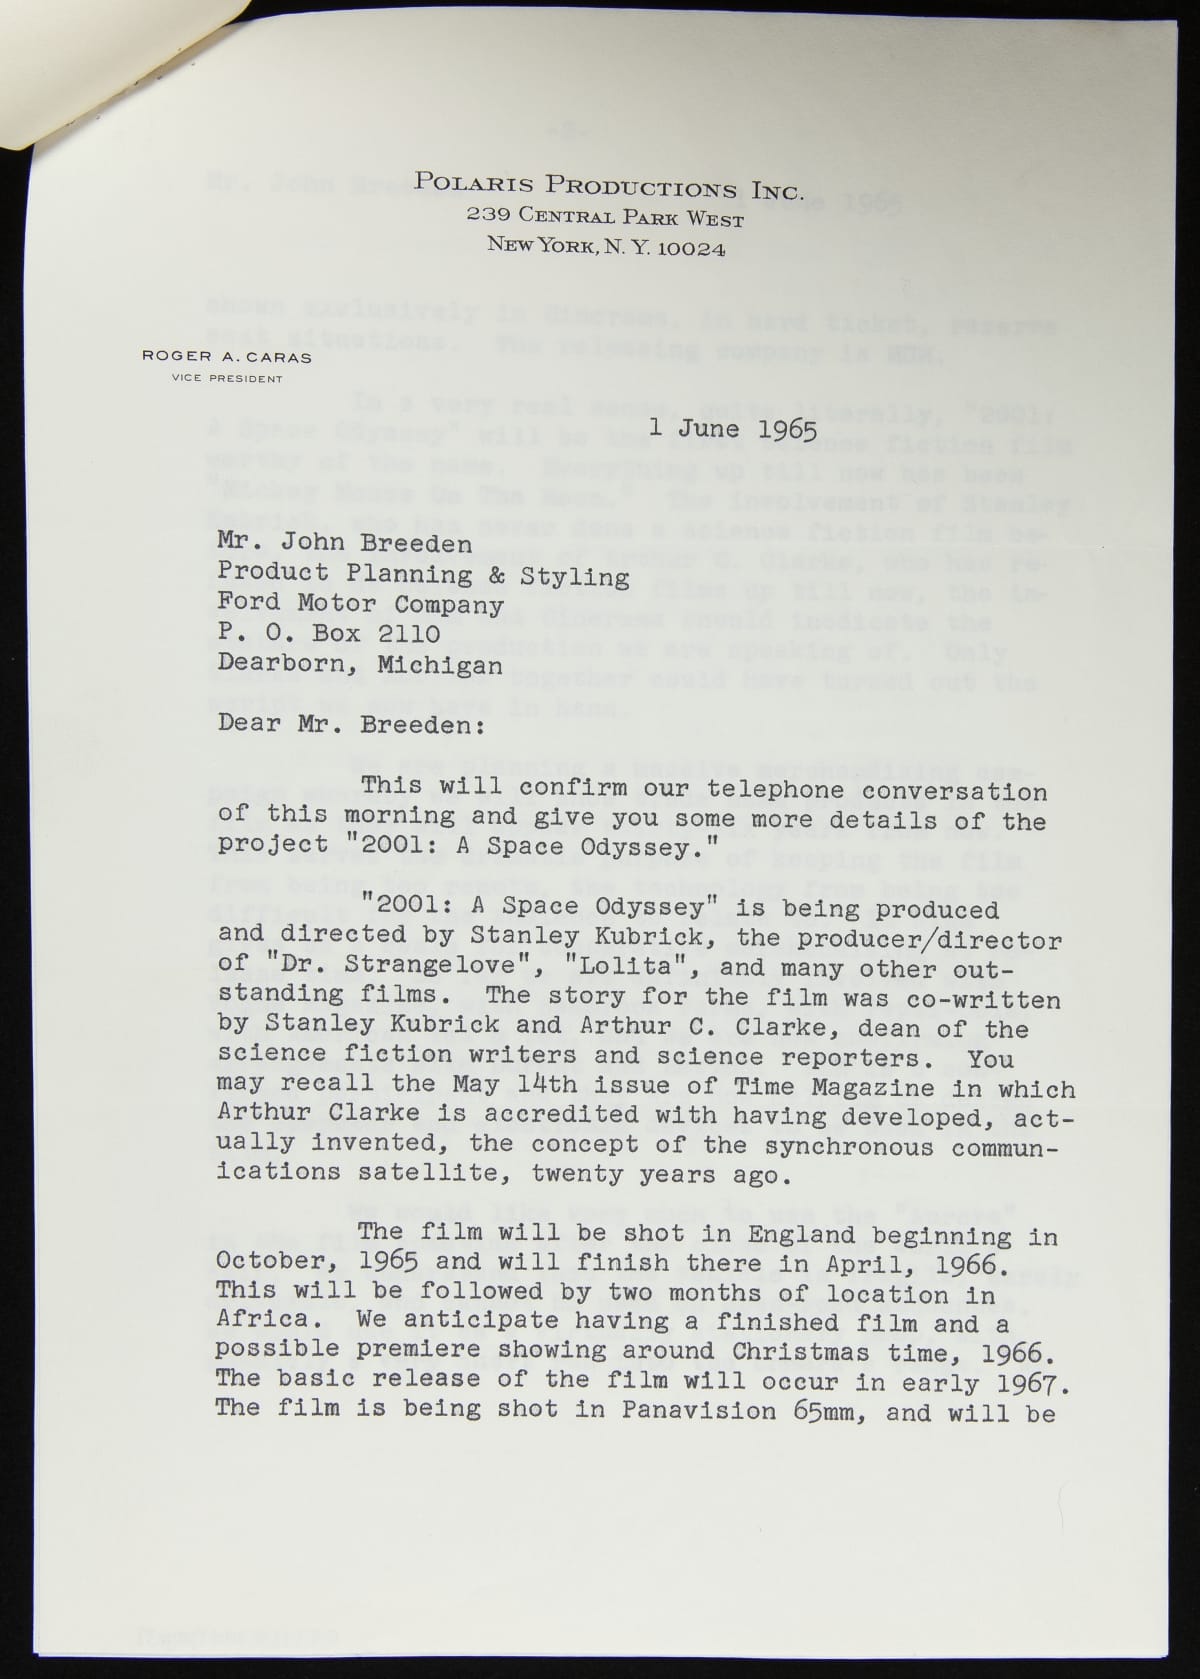 POLARIS PRODUCTIONS INC.
239 CENTRAL PARK WEST
NEW YORK, N. Y. 10024
ROGER A. CARAS
VICE PRESIDENT
1 June 1965
Mr. John Breeden
Product Planning & Styling
Ford Motor Company
P. O. Box 2110
Dearborn, Michigan
Dear Mr. Breeden:
This will confirm our telephone conversation
of this morning and give you some more details of the
project "2001: A Space Odyssey."
"2001: A Space Odyssey" is being produced
and directed by Stanley Kubrick, the producer/director
of "Dr. Strangelove", "Lolita", and many other out-
standing films. The story for the film was co-written
by Stanley Kubrick and Arthur C. Clarke, dean of the
science fiction writers and science reporters. You
may recall the May 14th issue of Time Magazine in which
Arthur Clarke is accredited with having developed, act-
ually invented, the concept of the synchronous commun-
ications satellite, twenty years ago.
The film will be shot in England beginning in
October, 1965 and will finish there in April, 1966.
This will be followed by two months of location in
Africa. We anticipate having a finished film and a
possible premiere showing around Christmas time, 1966.
The basic release of the film will occur in early 1967.
The film is being shot in Panavision 65mm, and will be